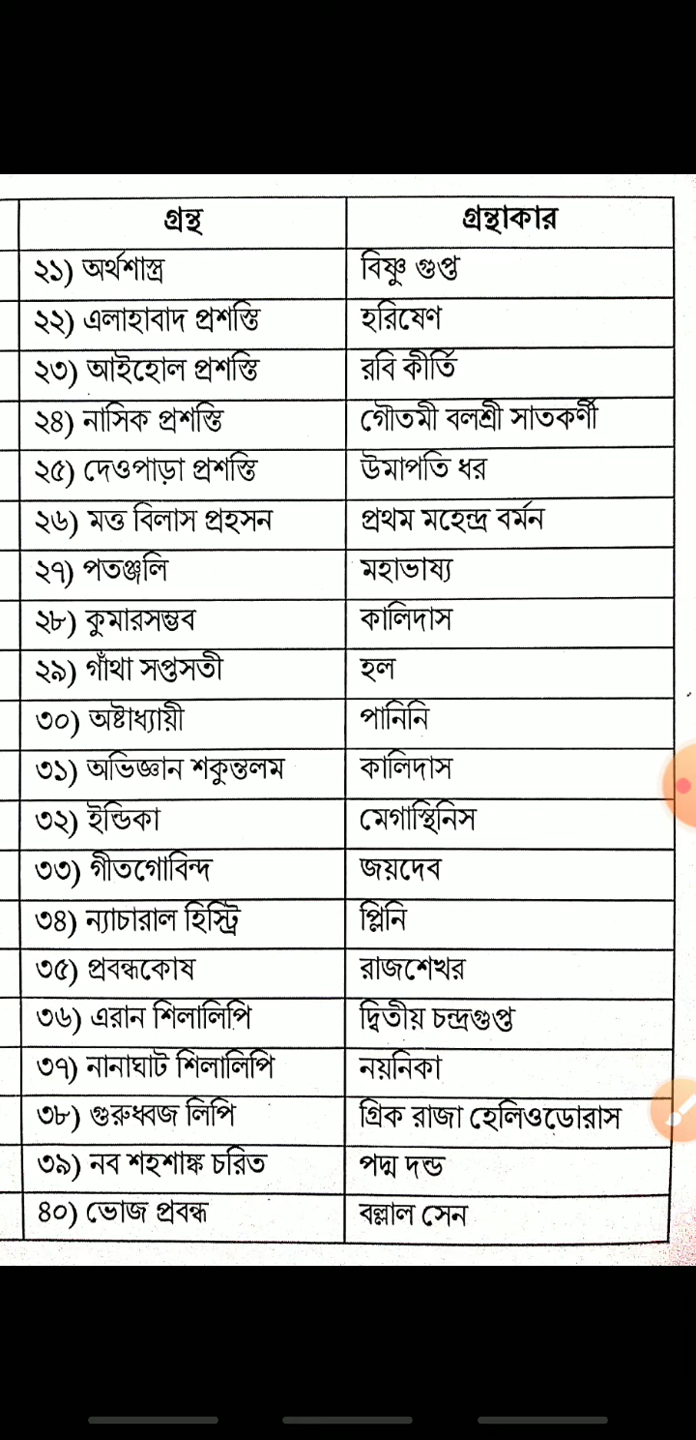 গ্রন্থ গ্রন্থাকার
২১) অর্থশাস্ত্র বিষ্ণু গুপ্ত
২২) এলাহাবাদ প্রশস্তি হরিষেণ
২৩) আইহোল প্রশস্তি রবি কীর্তি
২৪) নাসিক প্রশস্তি গৌতমী বলশ্রী সাতকর্ণী
২৫) দেওপাড়া প্রশস্তি উমাপতি ধর
২৬) মত্ত বিলাস প্রহসন প্রথম মহেন্দ্র বর্মন
২৭) পতঞ্জলি মহাভাষ্য
২৮) কুমারসম্ভব কালিদাস
২৯) গাঁথা সপ্তসতী হল
৩০) অষ্টাধ্যায়ী পানিনি
৩১) অভিজ্ঞান শকুন্তলম কালিদাস
৩২) ইন্ডিকা মেগাস্থিনিস
৩৩) গীতগোবিন্দ জয়দেব
৩৪) ন্যাচারাল হিস্ট্রি প্লিনি
৩৫) প্রবন্ধকোষ রাজশেখর
৩৬) এরান শিলালিপি দ্বিতীয় চন্দ্রগুপ্ত
৩৭) নানাঘাট শিলালিপি নয়নিকা
৩৮) গুরুধ্বজ লিপি গ্রিক রাজা হেলিওডোরাস
৩৯) নব শহশাঙ্ক চরিত পদ্ম দন্ড
৪০) ভোজ প্রবন্ধ বল্লাল সেন